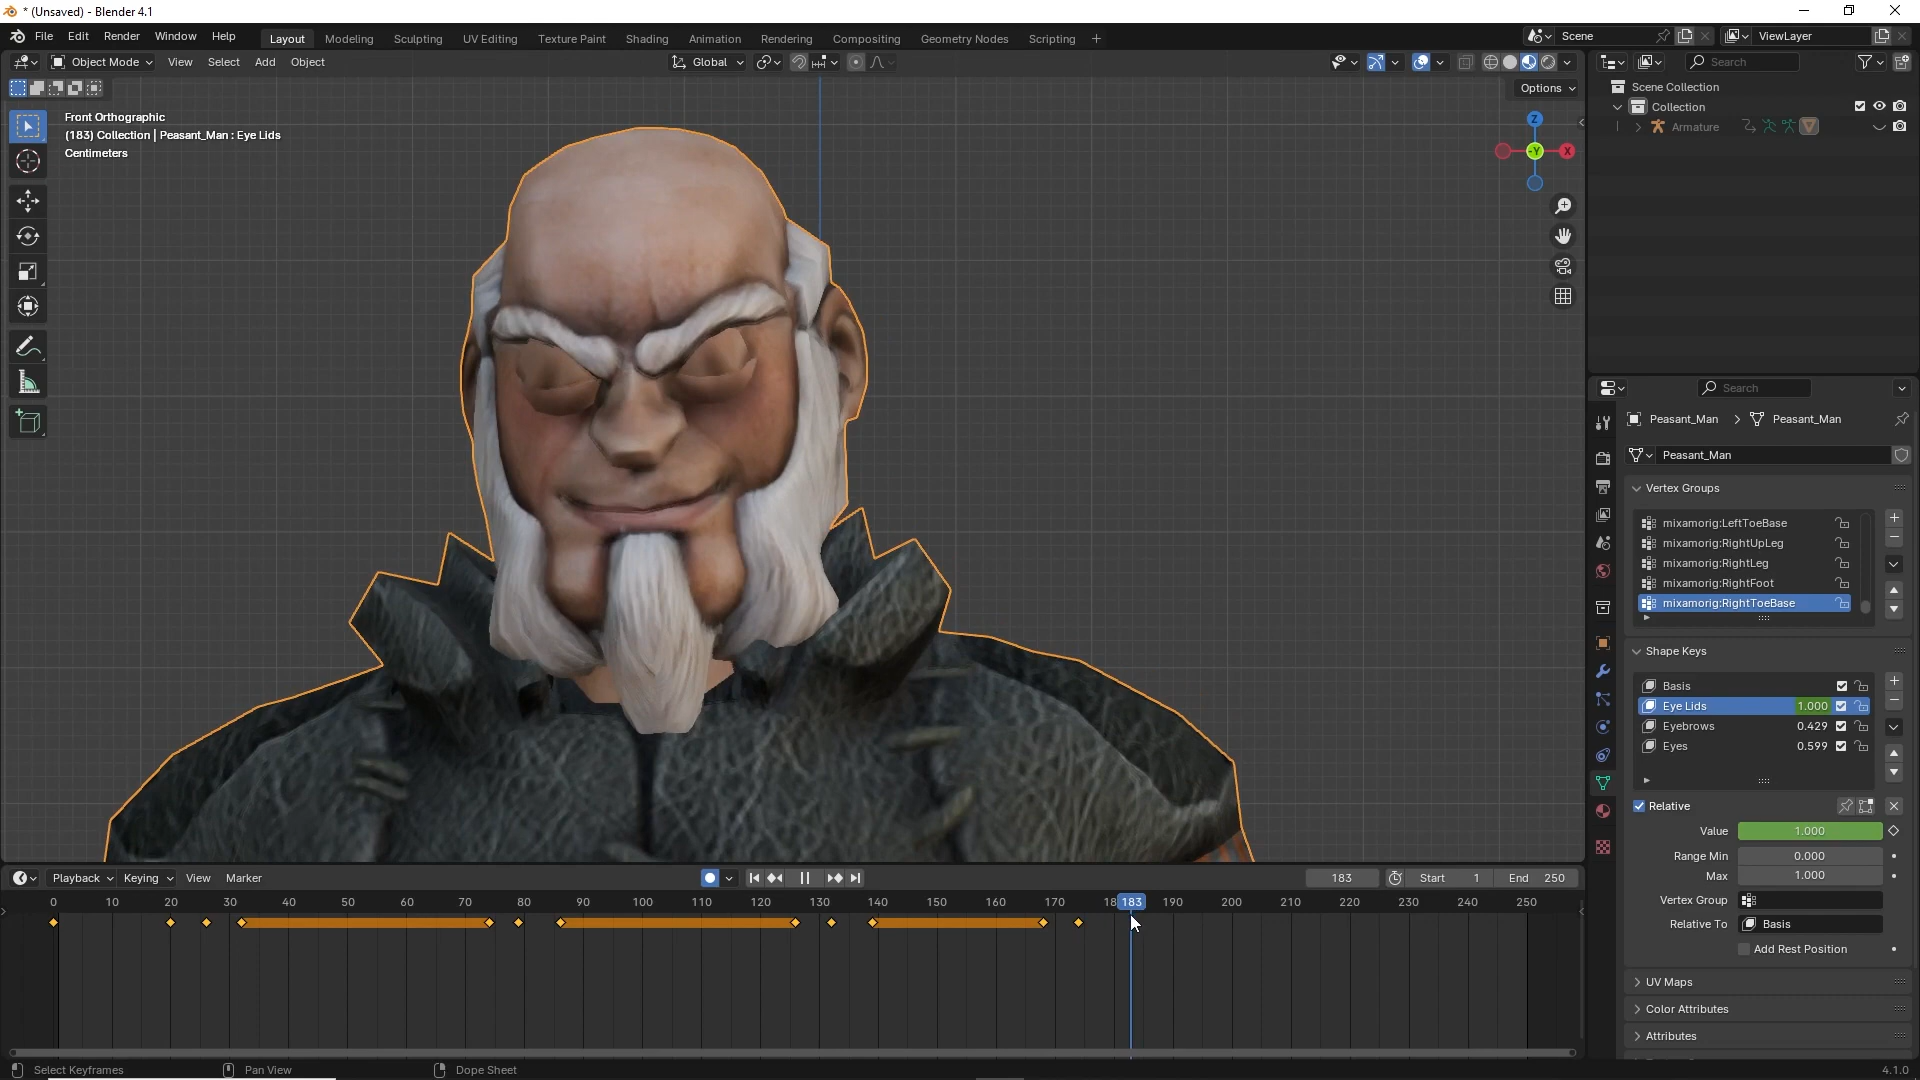 * (Unsaved) - Blender 4.1
File Edit Render Window Help
Layout Modeling Sculpting UV Editing Texture Paint Shading Animation Rendering Compositing Geometry Nodes Scripting +
Scene
ViewLayer
Object Mode View Select Add Object
Global
Search
Options
Front Orthographic
(183) Collection | Peasant_Man : Eye Lids
Centimeters
Z
-Y
X
Scene Collection
Collection
Armature
Search
Peasant_Man > Peasant_Man
Peasant_Man
Vertex Groups
mixamorig:LeftToeBase
mixamorig:RightUpLeg
mixamorig:RightLeg
mixamorig:RightFoot
mixamorig:RightToeBase
Shape Keys
Basis
Eye Lids 1.000
Eyebrows 0.429
Eyes 0.599
Relative
Value 1.000
Range Min 0.000
Max 1.000
Vertex Group
Relative To Basis
Add Rest Position
UV Maps
Color Attributes
Attributes
Playback Keying View Marker
183 Start 1 End 250
0 10 20 30 40 50 60 70 80 90 100 110 120 130 140 150 160 170 18 183 190 200 210 220 230 240 250
Select Keyframes Pan View Dope Sheet
4.1.0